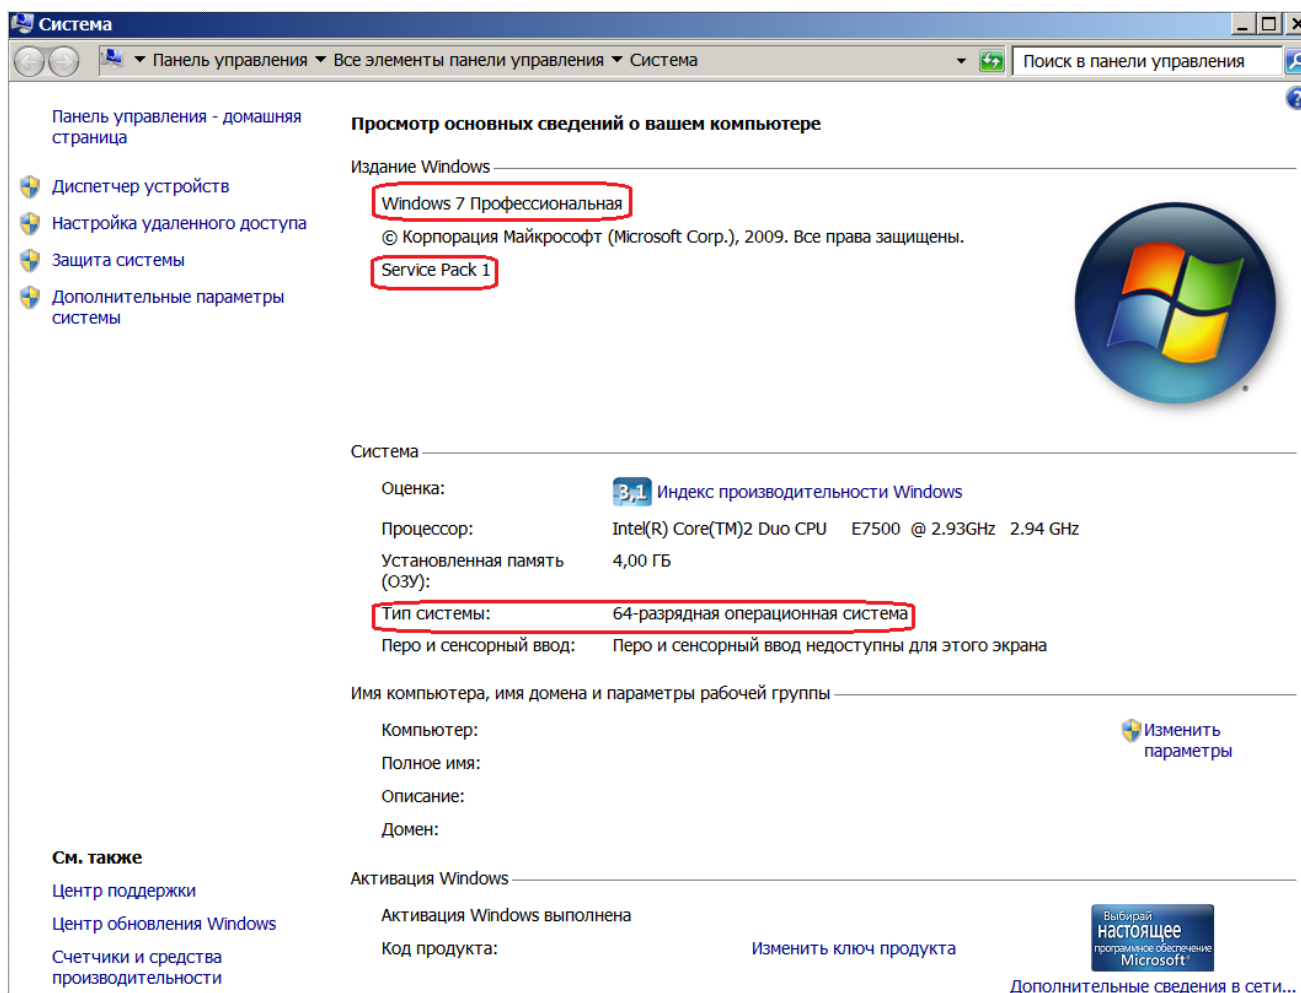 Система
Панель управления Все элементы панели управления Система
Поиск в панели управления
Панель управления - домашняя
страница
Диспетчер устройств
Настройка удаленного доступа
Защита системы
Дополнительные параметры
системы
См. также
Центр поддержки
Центр обновления Windows
Счетчики и средства
производительности
Просмотр основных сведений о вашем компьютере
Издание Windows
Windows 7 Профессиональная
© Корпорация Майкрософт (Microsoft Corp.), 2009. Все права защищены.
Service Pack 1
Система
Оценка: 3,1 Индекс производительности Windows
Процессор: Intel(R) Core(TM)2 Duo CPU E7500 @ 2.93GHz 2.94 GHz
Установленная память 4,00 ГБ
(ОЗУ):
Тип системы: 64-разрядная операционная система
Перо и сенсорный ввод: Перо и сенсорный ввод недоступны для этого экрана
Имя компьютера, имя домена и параметры рабочей группы
Компьютер:
Изменить
параметры
Полное имя:
Описание:
Домен:
Активация Windows
Активация Windows выполнена
Код продукта: Изменить ключ продукта
Выбирай
настоящее
программное обеспечение
Microsoft
Дополнительные сведения в сети...